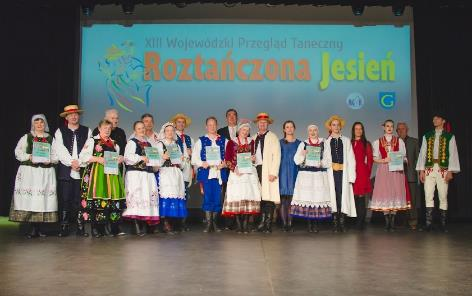 XIII Wojewódzki Przegląd Taneczny
Roztańczona Jesień
G